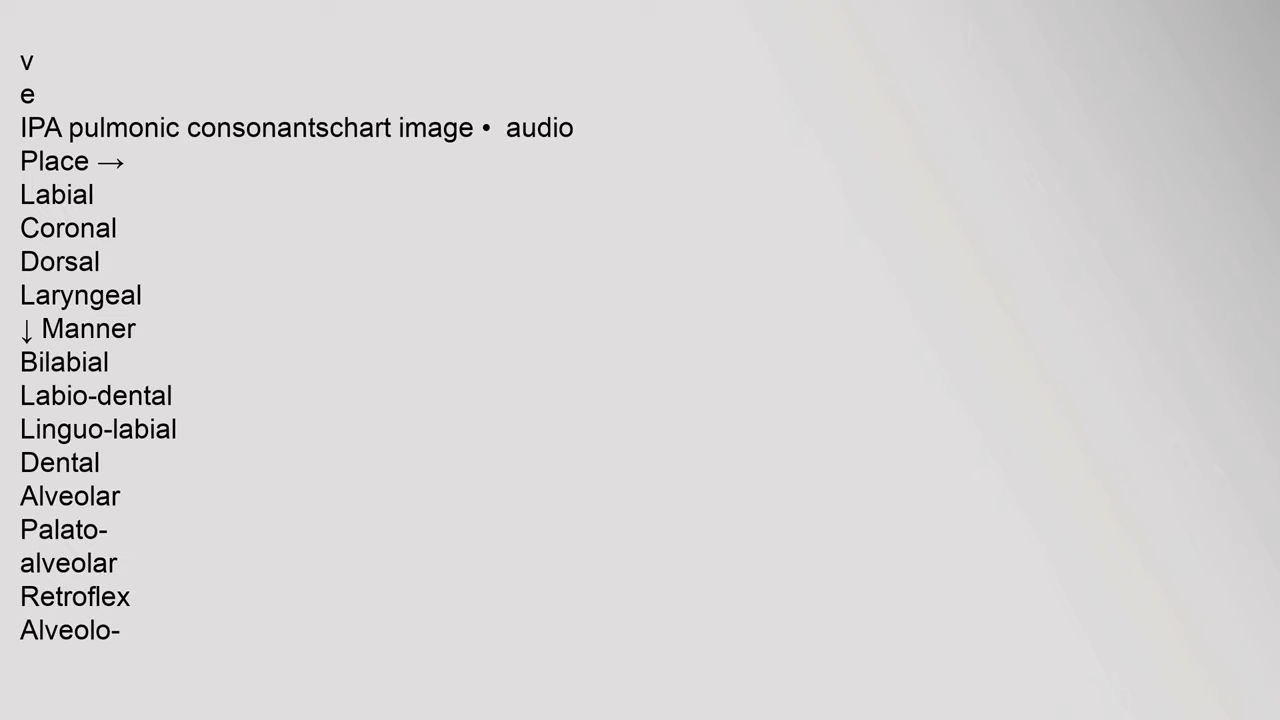 v
e
IPA pulmonic consonantschart image • audio
Place →
Labial
Coronal
Dorsal
Laryngeal
↓ Manner
Bilabial
Labio-dental
Linguo-labial
Dental
Alveolar
Palato-
alveolar
Retroflex
Alveolo-